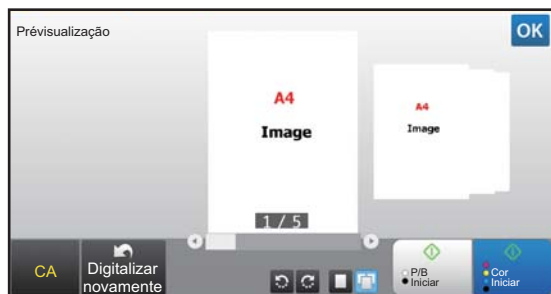 Prévisualização
OK
A4
Image
A4
Image
1 / 5
CA
Digitalizar
novamente
P/B
Iniciar
Cor
Iniciar